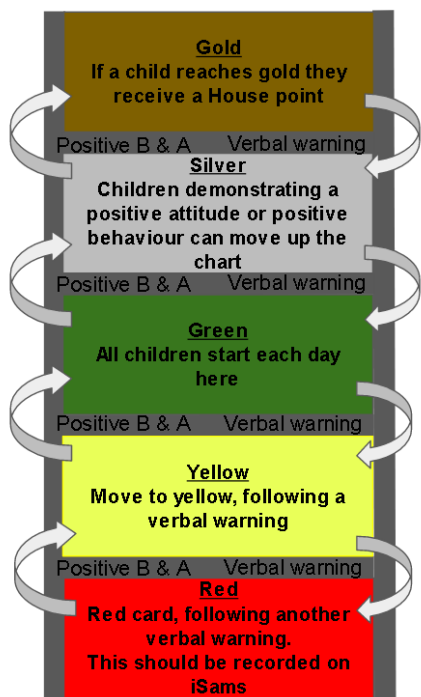 Gold
If a child reaches gold they
receive a House point
Positive B & A Verbal warning
Silver
Children demonstrating a
positive attitude or positive
behaviour can move up the
chart
Positive B & A Verbal warning
Green
All children start each day
here
Positive B & A Verbal warning
Yellow
Move to yellow, following a
verbal warning
Positive B & A Verbal warning
Red
Red card, following another
verbal warning.
This should be recorded on
iSams